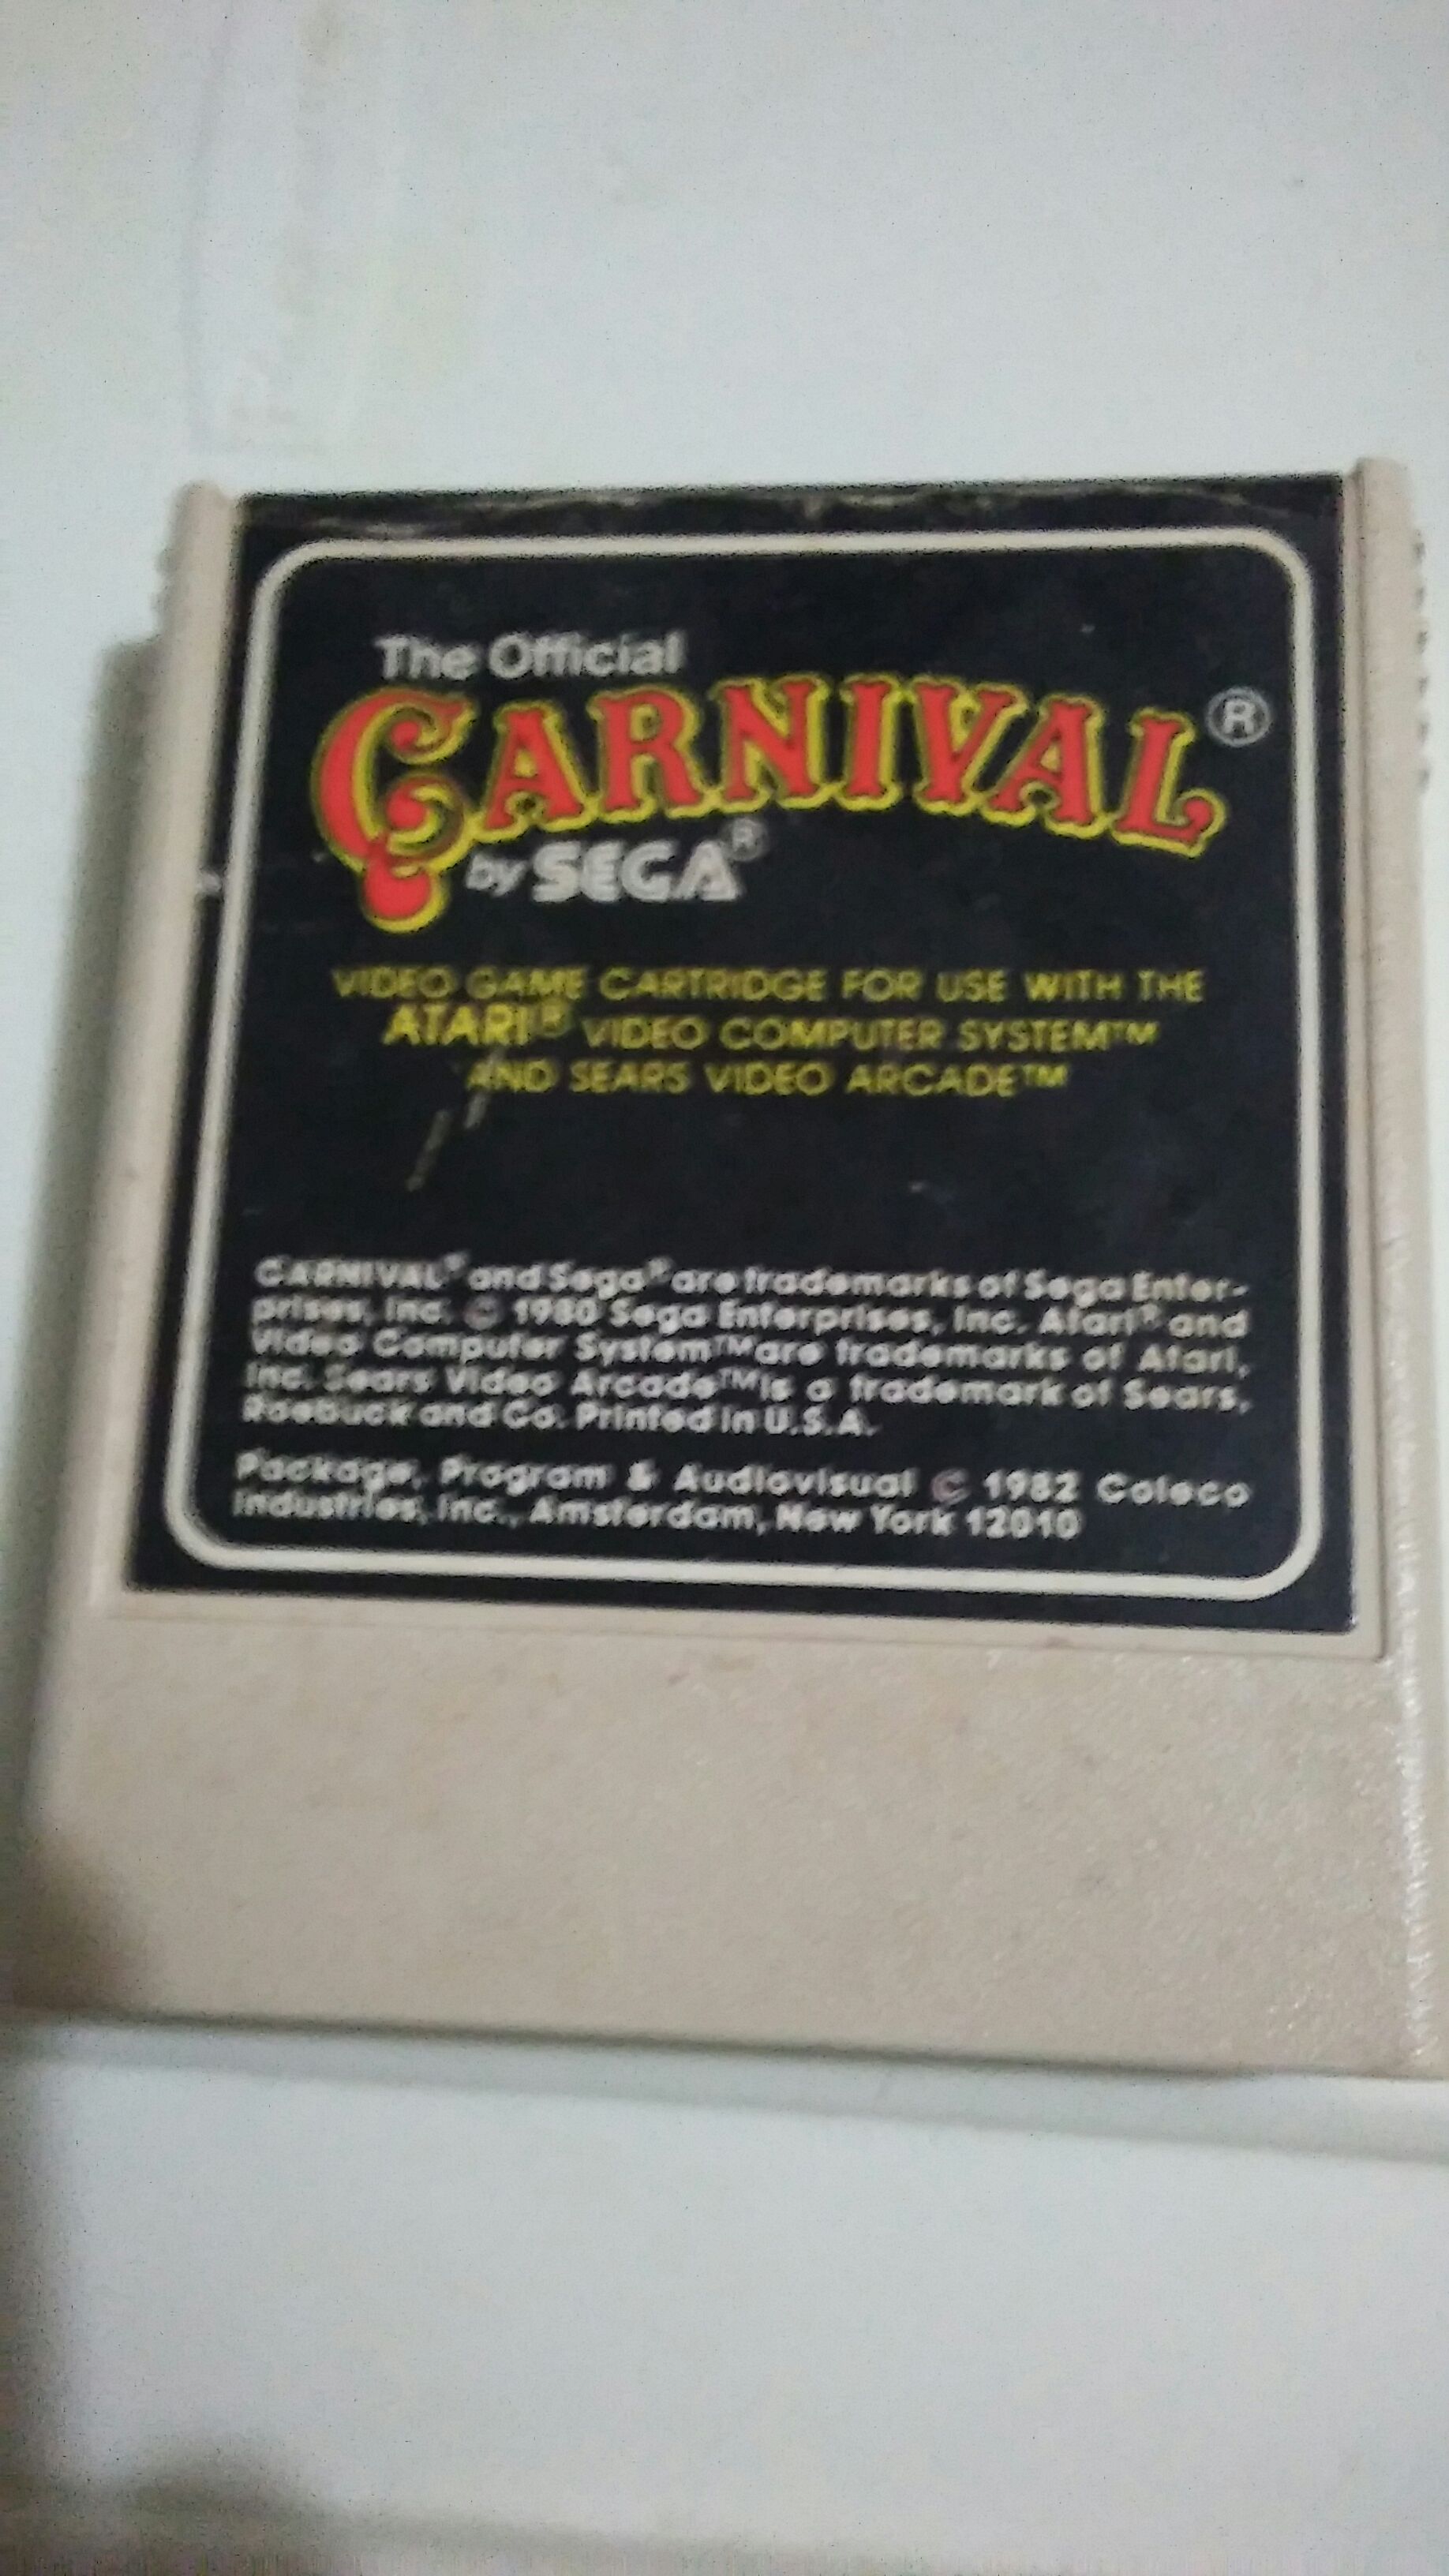 The Official
CARNIVAL®
by SEGA®
VIDEO GAME CARTRIDGE FOR USE WITH THE
ATARI® VIDEO COMPUTER SYSTEM™
AND SEARS VIDEO ARCADE™
CARNIVAL® and Sega® are trademarks of Sega Enter-
prises, Inc. © 1980 Sega Enterprises, Inc. Atari® and
Video Computer System™ are trademarks of Atari,
Inc. Sears Video Arcade™ is a trademark of Sears,
Roebuck and Co. Printed in U.S.A.
Package, Program & Audiovisual © 1982 Coleco
Industries, Inc., Amsterdam, New York 12010